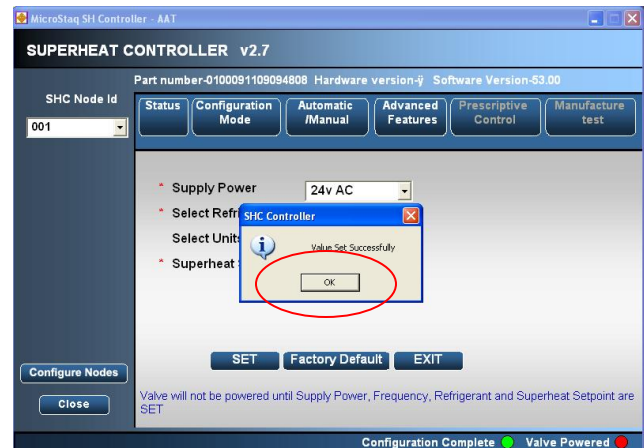 MicroStaq SH Controller - AAT
SUPERHEAT CONTROLLER v2.7
Part number-0100091109094808 Hardware version-ÿ Software Version-53.00
SHC Node Id
001
Status
Configuration Mode
Automatic /Manual
Advanced Features
Prescriptive Control
Manufacture test
* Supply Power
24v AC
* Select Refri
Select Units
* Superheat
SHC Controller
Value Set Successfully
OK
SET
Factory Default
EXIT
Configure Nodes
Close
Valve will not be powered until Supply Power, Frequency, Refrigerant and Superheat Setpoint are
SET
Configuration Complete
Valve Powered